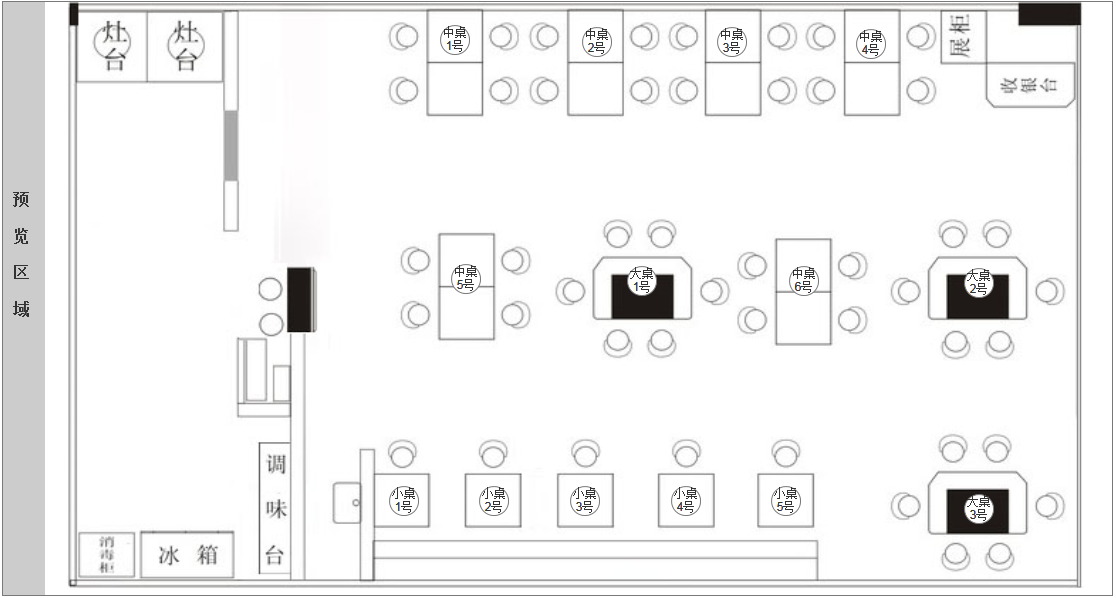 预览区域
灶台
灶台
中桌1号
中桌2号
中桌3号
中桌4号
展柜
收银台
中桌5号
大桌1号
中桌6号
大桌2号
小桌1号
小桌2号
小桌3号
小桌4号
小桌5号
大桌3号
调味台
消毒柜
冰箱